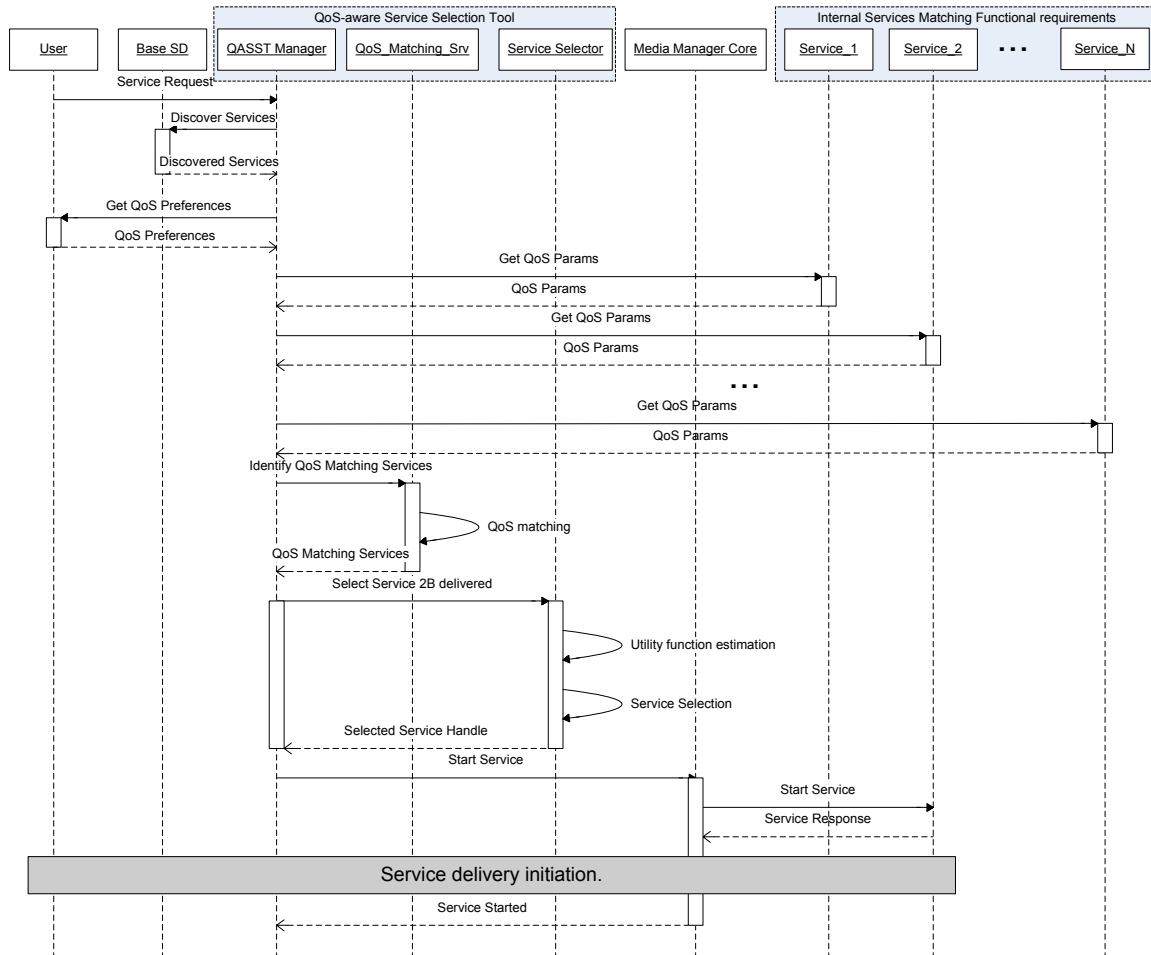 QoS-aware Service Selection Tool
Internal Services Matching Functional requirements
User
Base SD
QASST Manager
QoS_Matching_Srv
Service Selector
Media Manager Core
Service_1
Service_2
...
Service_N
Service Request
Discover Services
Discovered Services
Get QoS Preferences
QoS Preferences
Get QoS Params
QoS Params
Get QoS Params
QoS Params
...
Get QoS Params
QoS Params
Identify QoS Matching Services
QoS matching
QoS Matching Services
Select Service 2B delivered
Utility function estimation
Service Selection
Selected Service Handle
Start Service
Start Service
Service Response
Service delivery initiation.
Service Started